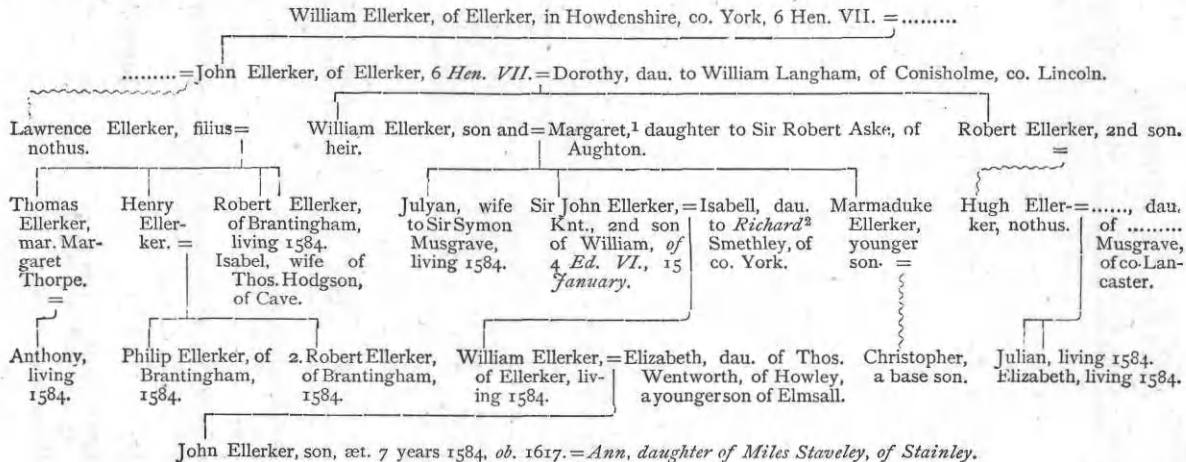 William Ellerker, of Ellerker, in Howdenshire, co. York, 6 Hen. VII. = .........
.........=John Ellerker, of Ellerker, 6 Hen. VII.=Dorothy, dau. to William Langham, of Conisholme, co. Lincoln.
Lawrence Ellerker, filius=
nothus.
William Ellerker, son and=Margaret,¹ daughter to Sir Robert Aske, of
heir. Aughton.
Robert Ellerker, 2nd son.
=
Thomas
Ellerker,
mar. Mar-
garet
Thorpe.
=
Henry
Eller-
ker. =
Robert Ellerker,
of Brantingham,
living 1584.
Isabel, wife of
Thos. Hodgson,
of Cave.
Julyan, wife
to Sir Symon
Musgrave,
living 1584.
Sir John Ellerker,=
Knt., 2nd son
of William, of
4 Ed. VI., 15
January.
Isabell, dau.
to Richard²
Smethley, of
co. York.
Marmaduke
Ellerker,
younger
son. =
Hugh Eller-=
ker, nothus.
......, dau.
of .........
Musgrave,
of co. Lan-
caster.
Anthony,
living
1584.
Philip Ellerker, of
Brantingham,
1584.
2. Robert Ellerker,
of Brantingham,
1584.
William Ellerker,=
of Ellerker, liv-
ing 1584.
Elizabeth, dau. of Thos.
Wentworth, of Howley,
a younger son of Elmsall.
Christopher,
a base son.
Julian, living 1584.
Elizabeth, living 1584.
John Ellerker, son, æt. 7 years 1584, ob. 1617.=Ann, daughter of Miles Staveley, of Stainley.